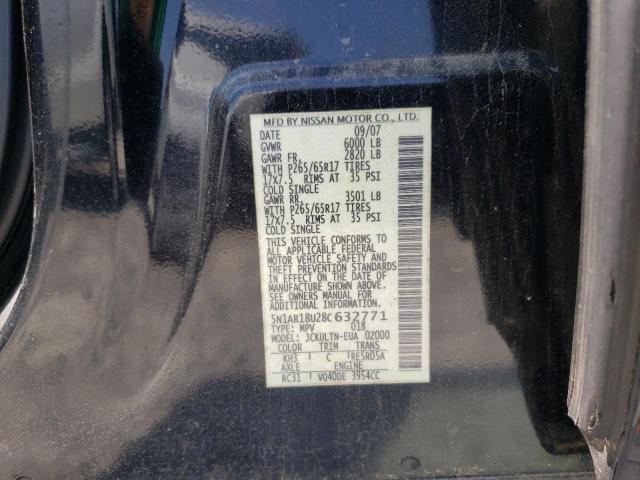 MFD BY NISSAN MOTOR CO., LTD.
DATE 09/07
GVWR 6000 LB
GAWR FR. 2820 LB
WITH P265/65R17 TIRES
17X7.5 RIMS AT 35 PSI
COLD SINGLE
GAWR RR. 3501 LB
WITH P265/65R17 TIRES
17X7.5 RIMS AT 35 PSI
COLD SINGLE
THIS VEHICLE CONFORMS TO
ALL APPLICABLE FEDERAL
MOTOR VEHICLE SAFETY AND
THEFT PREVENTION STANDARDS
IN EFFECT ON THE DATE OF
MANUFACTURE SHOWN ABOVE.
SEE OWNERS MANUAL FOR
ADDITIONAL INFORMATION.
5N1AR18U28C632771
TYPE: MPV 018
MODEL: JCKULTN-EUA 02000
COLOR TRIM TRANS
KH3 C RE5R05A
AXLE ENGINE
RC31 VQ40DE 3954CC